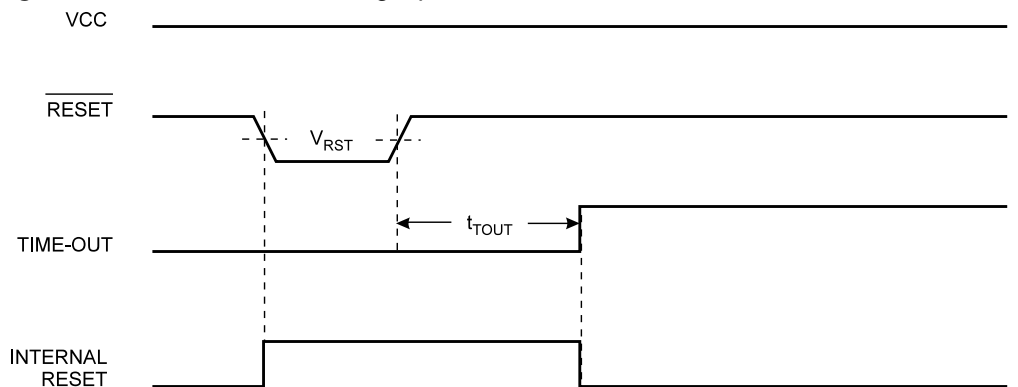 VCC
RESET
VRST
tTOUT
TIME-OUT
INTERNAL
RESET